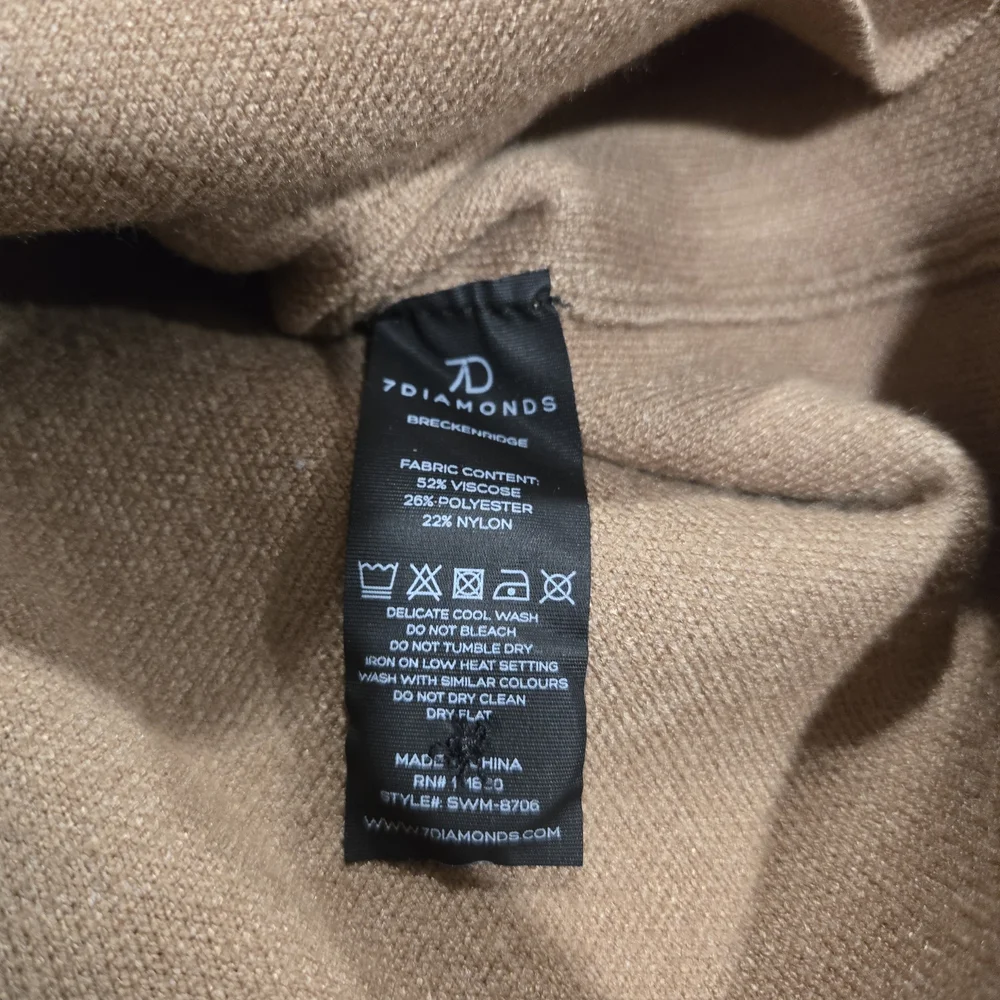 7D
7DIAMONDS
BRECKENRIDGE
FABRIC CONTENT:
52% VISCOSE
26% POLYESTER
22% NYLON
DELICATE COOL WASH
DO NOT BLEACH
DO NOT TUMBLE DRY
IRON ON LOW HEAT SETTING
WASH WITH SIMILAR COLOURS
DO NOT DRY CLEAN
DRY FLAT
MADE CHINA
RN#
STYLE#: SWM-8706
WWW.7DIAMONDS.COM